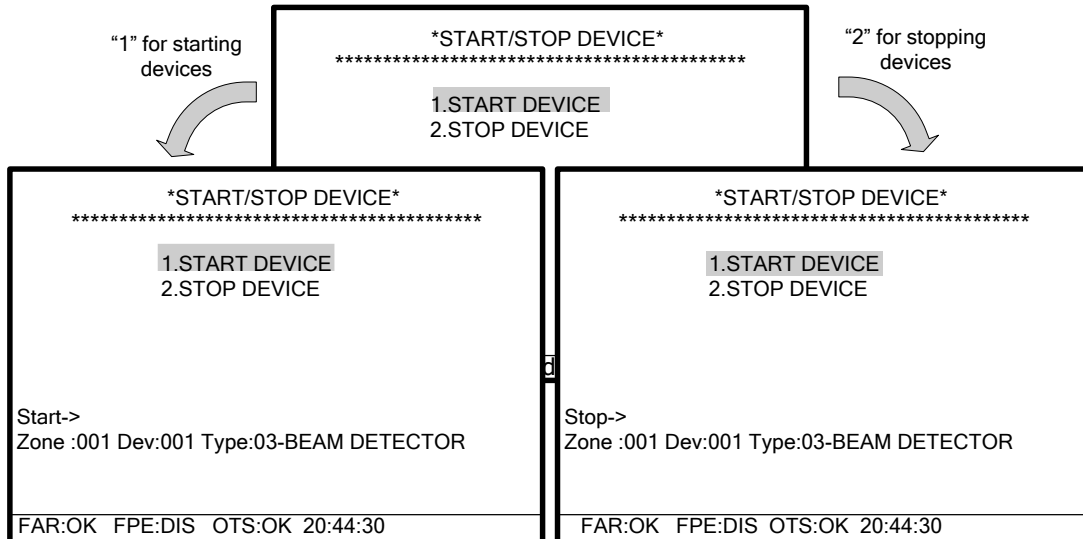 “1” for starting
devices
*START/STOP DEVICE*
*******************************************
1.START DEVICE
2.STOP DEVICE
“2” for stopping
devices
*START/STOP DEVICE*
*******************************************
1.START DEVICE
2.STOP DEVICE
Start->
Zone :001 Dev:001 Type:03-BEAM DETECTOR
FAR:OK FPE:DIS OTS:OK 20:44:30
*START/STOP DEVICE*
*******************************************
1.START DEVICE
2.STOP DEVICE
Stop->
Zone :001 Dev:001 Type:03-BEAM DETECTOR
FAR:OK FPE:DIS OTS:OK 20:44:30